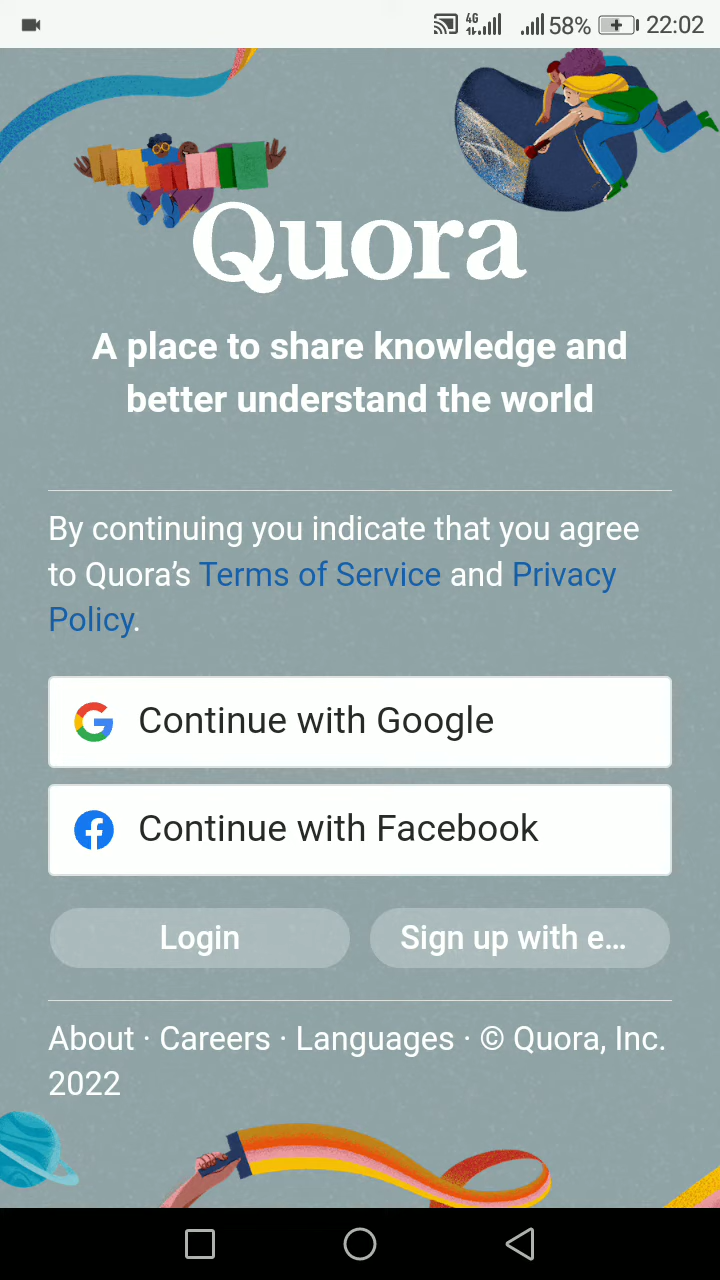 4G 58% 22:02
Quora
A place to share knowledge and
better understand the world
By continuing you indicate that you agree
to Quora's Terms of Service and Privacy
Policy.
Continue with Google
Continue with Facebook
Login
Sign up with e...
About · Careers · Languages · © Quora, Inc.
2022